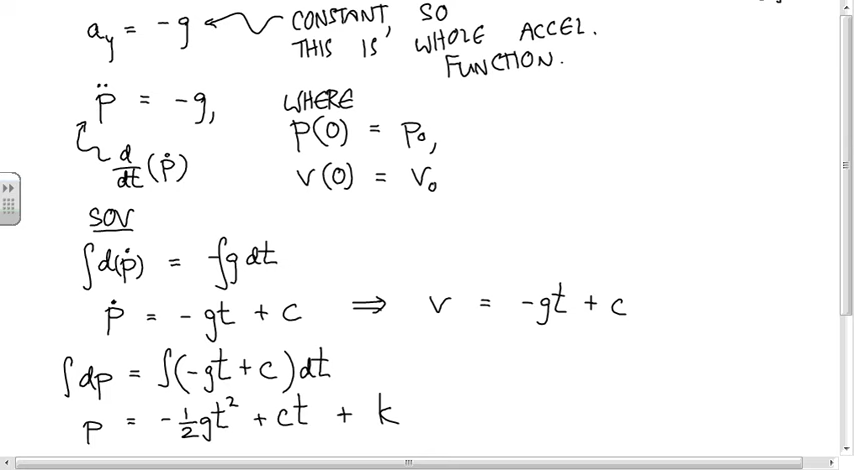 a_y = -g CONSTANT, SO
THIS IS WHOLE ACCEL.
FUNCTION.
p̈ = -g, WHERE
p(0) = p₀,
d/dt(ṗ) v(0) = v₀
SOV
∫d(ṗ) = -∫g dt
ṗ = -gt + c ⟹ v = -gt + c
∫dp = ∫(-gt + c)dt
p = -½gt² + ct + k